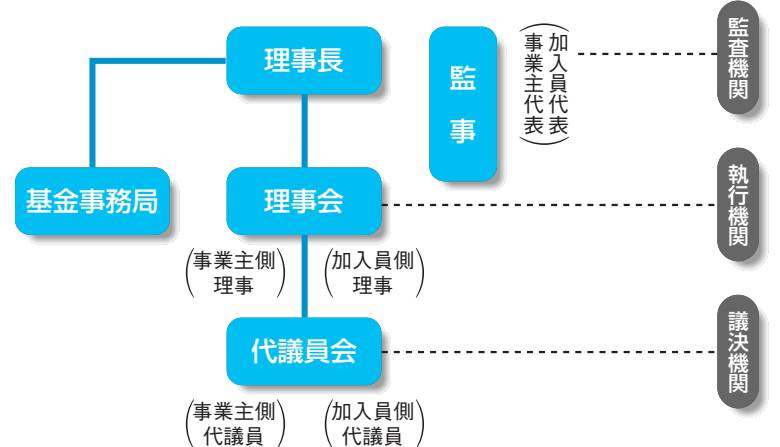 理事長
監事
(加入員代表
事業主代表)
監査機関
基金事務局
理事会
執行機関
(事業主側
理事)
(加入員側
理事)
代議員会
議決機関
(事業主側
代議員)
(加入員側
代議員)